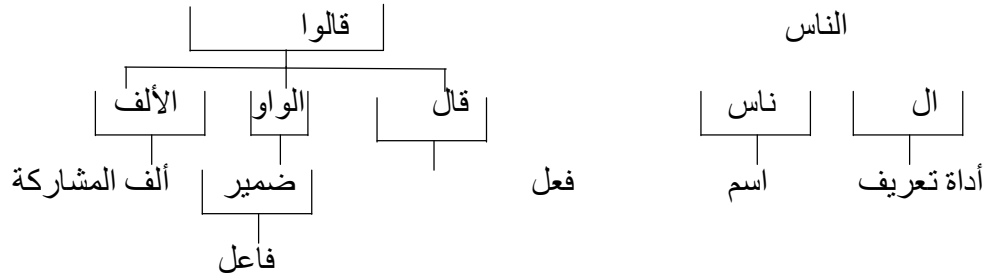 الناس قالوا
ال ناس قال الواو الألف
أداة تعريف اسم فعل ضمير ألف المشاركة
فاعل